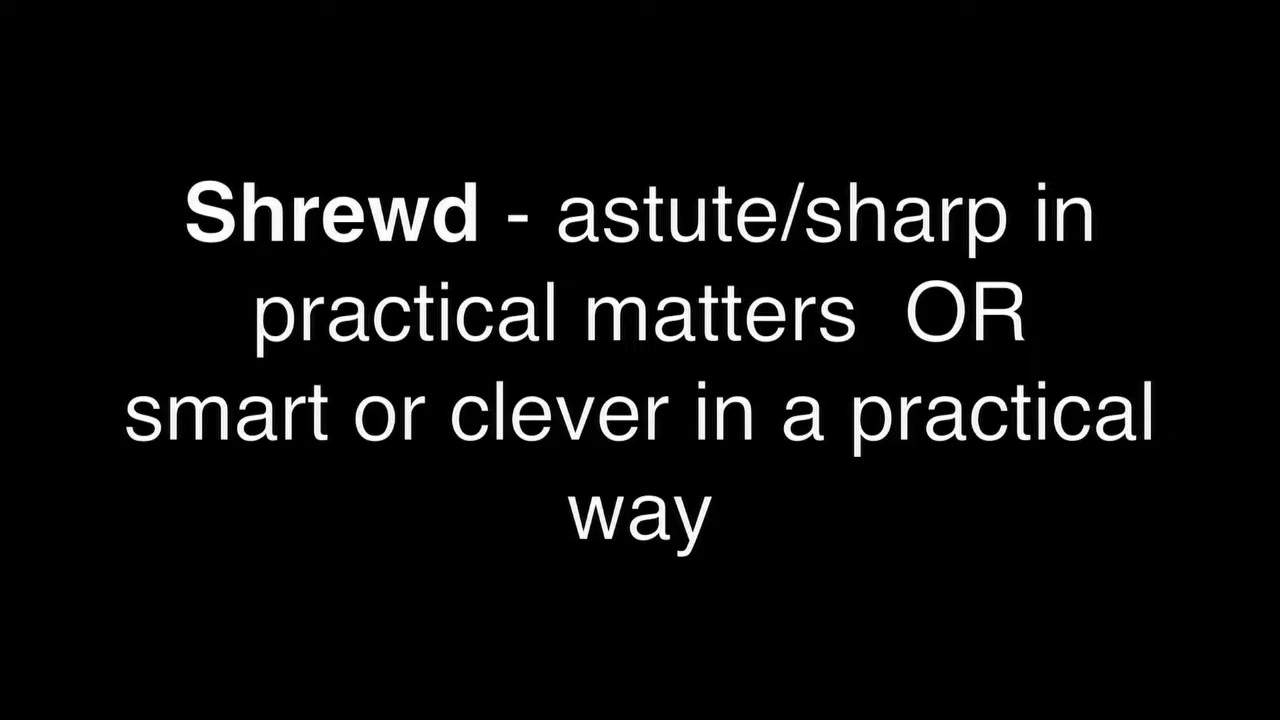 Shrewd - astute/sharp in
practical matters  OR
smart or clever in a practical
way